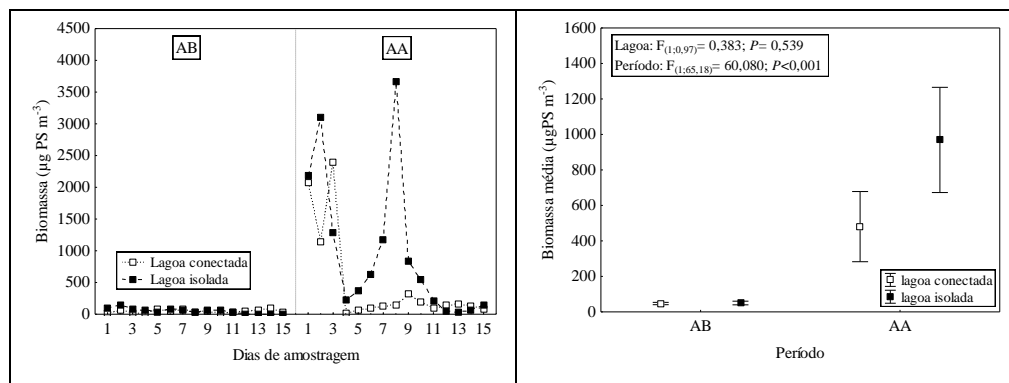 4500
4000
3500
3000
2500
2000
1500
1000
500
0
Biomassa (µg PS m-3)
AB
AA
Lagoa conectada
Lagoa isolada
1 3 5 7 9 11 13 15 1 3 5 7 9 11 13 15
Dias de amostragem
1600
1400
1200
1000
800
600
400
200
0
Biomassa média (µgPS m-3)
Lagoa: F(1;0,97)= 0,383; P= 0,539
Período: F(1;65,18)= 60,080; P<0,001
lagoa conectada
lagoa isolada
AB AA
Período